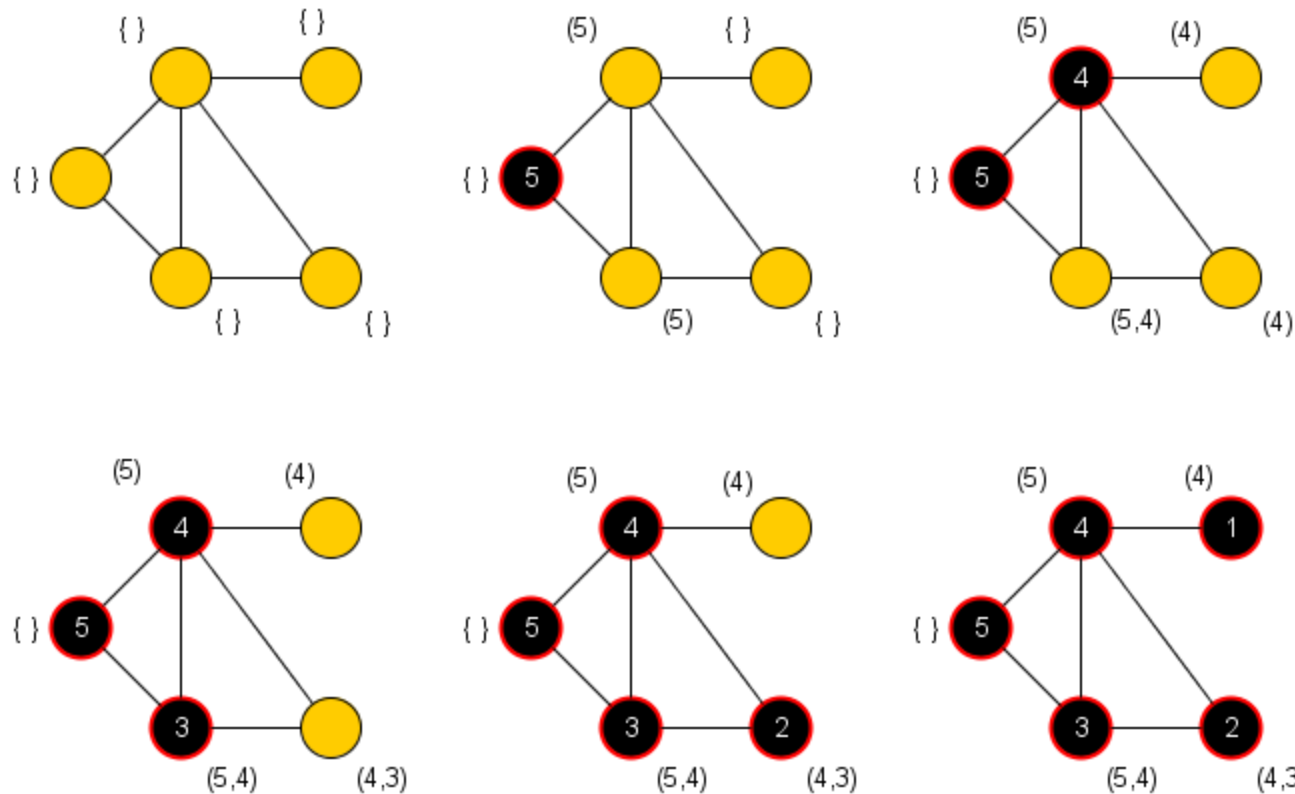 { } { } (5) { } (5) (4)
4
{ } { } 5 { } 5
{ } { } (5) { } (5,4) (4)
(5) (4) (5) (4) (5) (4)
4 4 4 1
{ } 5 { } 5 { } 5
3 3 2 3 2
(5,4) (4,3) (5,4) (4,3) (5,4) (4,3